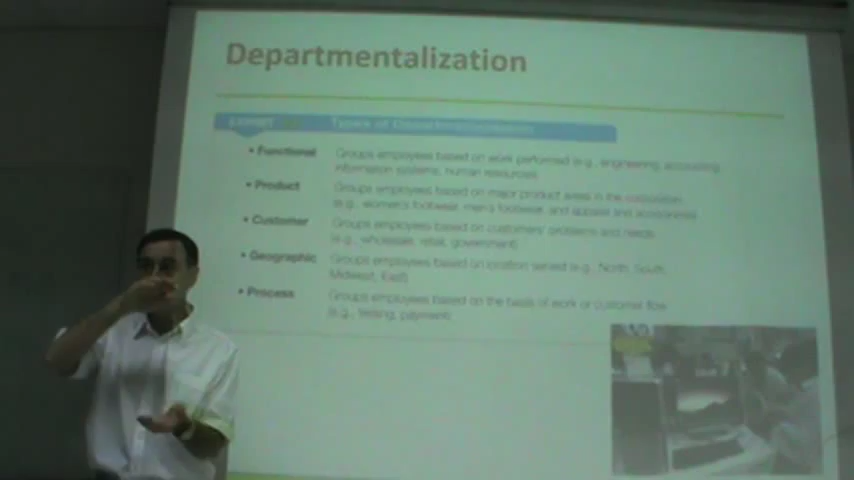 Departmentalization
Types of Departmentalization
• Functional Groups employees based on work performed (e.g., engineering, accounting,
information systems, human resources)
• Product Groups employees based on major product areas in the corporation
(e.g., women's footwear, men's footwear, and apparel and accessories)
• Customer Groups employees based on customers' problems and needs
(e.g., wholesale, retail, government)
• Geographic Groups employees based on location served (e.g., North, South,
Midwest, East)
• Process Groups employees based on the basis of work or customer flow
(e.g., testing, payment)